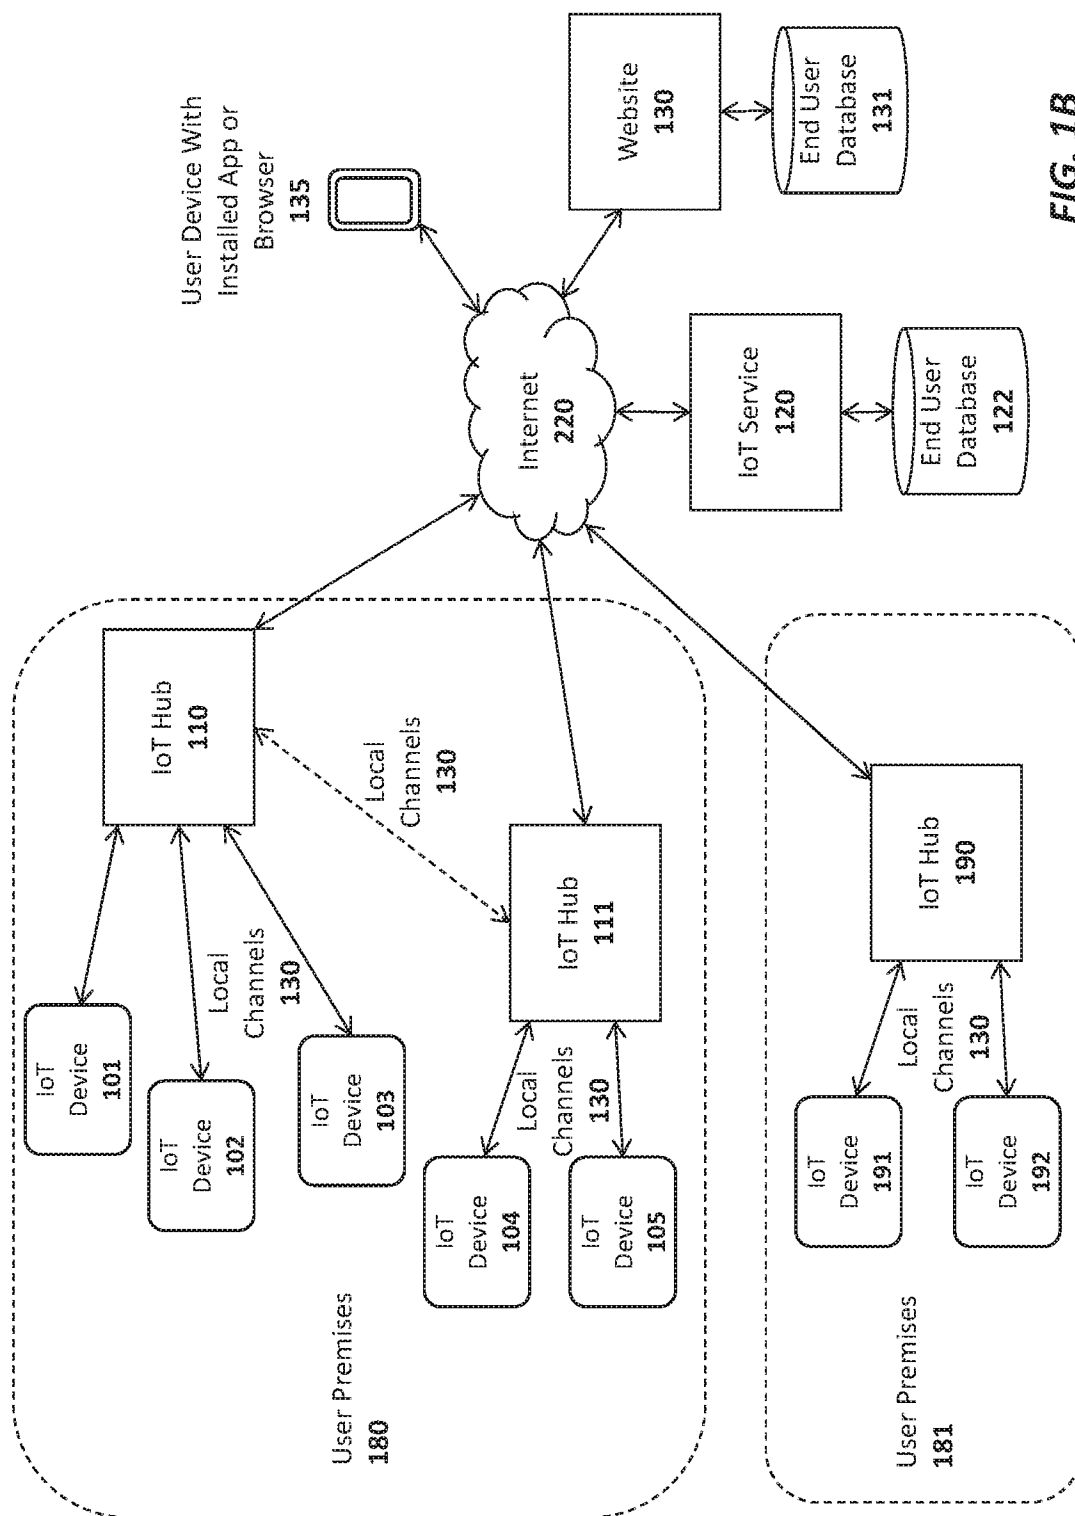 User Device With
Installed App or
Browser
135
Website
130
End User
Database
131
Internet
220
IoT Service
120
End User
Database
122
IoT Hub
110
Local
Channels
130
IoT Hub
111
IoT Hub
190
IoT
Device
101
IoT
Device
102
Local
Channels
130
IoT
Device
103
IoT
Device
104
Local
Channels
130
IoT
Device
105
User Premises
180
IoT
Device
191
Local
Channels
130
IoT
Device
192
User Premises
181
FIG. 1B